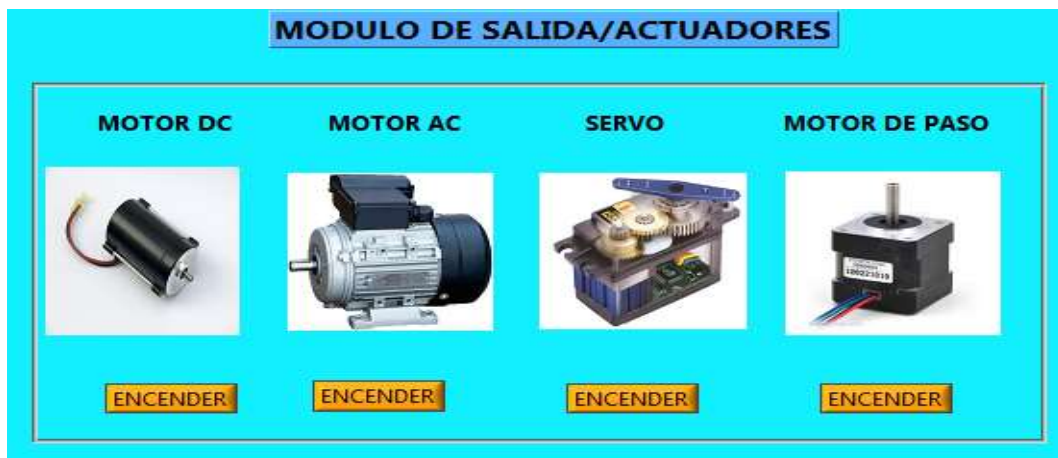 MODULO DE SALIDA/ACTUADORES
MOTOR DC
MOTOR AC
SERVO
MOTOR DE PASO
ENCENDER
ENCENDER
ENCENDER
ENCENDER